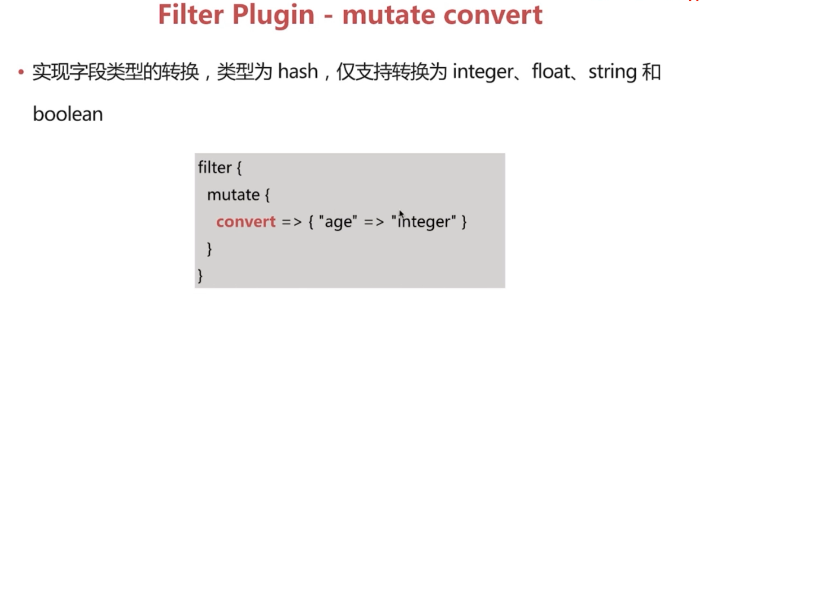 Filter Plugin - mutate convert
• 实现字段类型的转换，类型为 hash，仅支持转换为 integer、float、string 和
boolean
filter {
mutate {
convert => { "age" => "integer" }
}
}